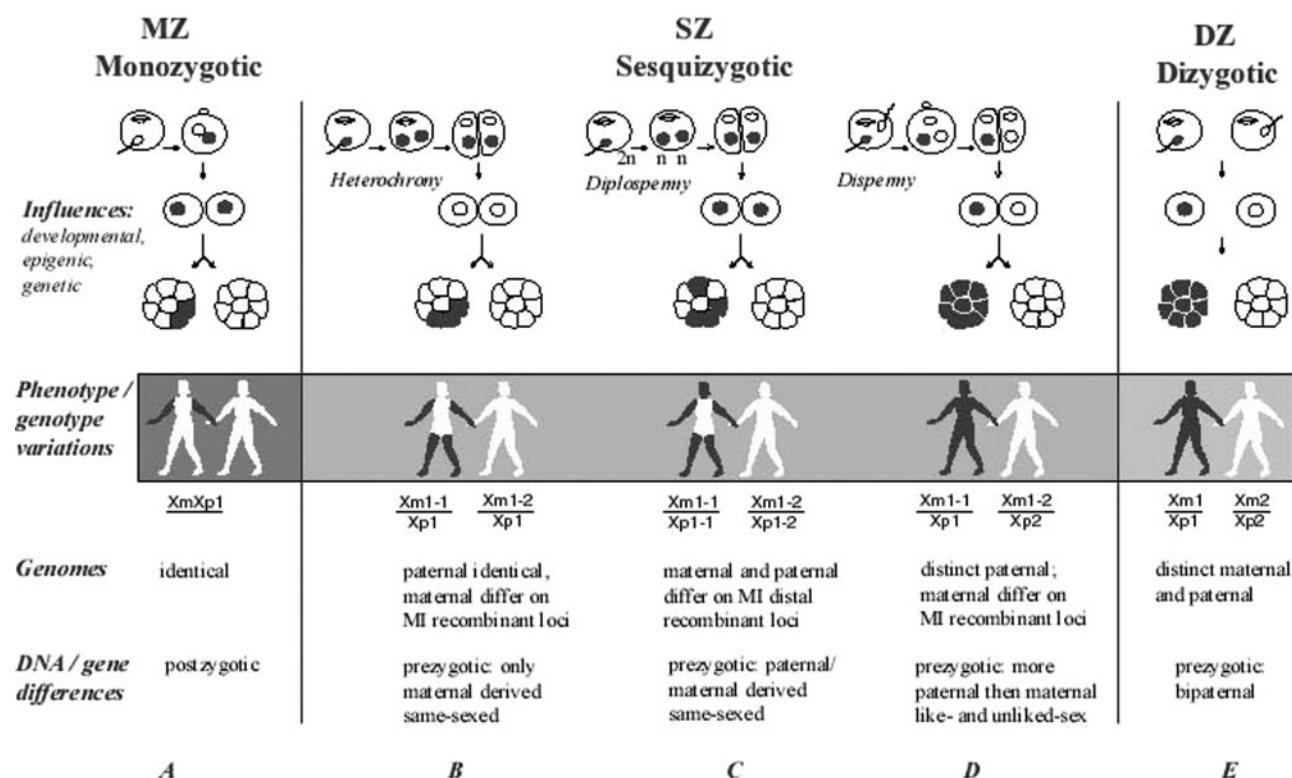 MZ
Monozygotic
SZ
Sesquizygotic
DZ
Dizygotic
2n n n
Heterochrony
Diplospenny
Dispenny
Influences:
developmental,
epigenic,
genetic
Phenotype /
genotype
variations
XmXp1
Xm1-1
Xp1
Xm1-2
Xp1
Xm1-1
Xp1-1
Xm1-2
Xp1-2
Xm1-1
Xp1
Xm1-2
Xp2
Xm1
Xp1
Xm2
Xp2
Genomes
identical
paternal identical,
maternal differ on
MI recombinant loci
maternal and paternal
differ on MI distal
recombinant loci
distinct paternal;
maternal differ on
MI recombinant loci
distinct maternal
and paternal
DNA / gene
differences
postzygotic
prezygotic: only
maternal derived
same-sexed
prezygotic: paternal/
maternal derived
same-sexed
prezygotic: more
paternal then maternal
like- and unliked-sex
prezygotic:
bipaternal
A
B
C
D
E